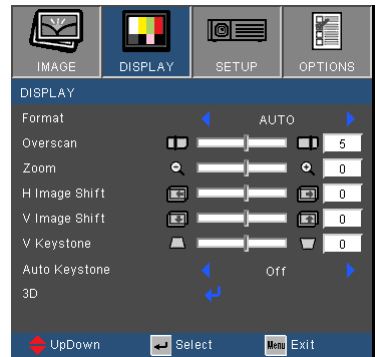 IMAGE DISPLAY SETUP OPTIONS
DISPLAY
Format AUTO
Overscan 5
Zoom 0
H Image Shift 0
V Image Shift 0
V Keystone 0
Auto Keystone Off
3D
UpDown Select Menu Exit